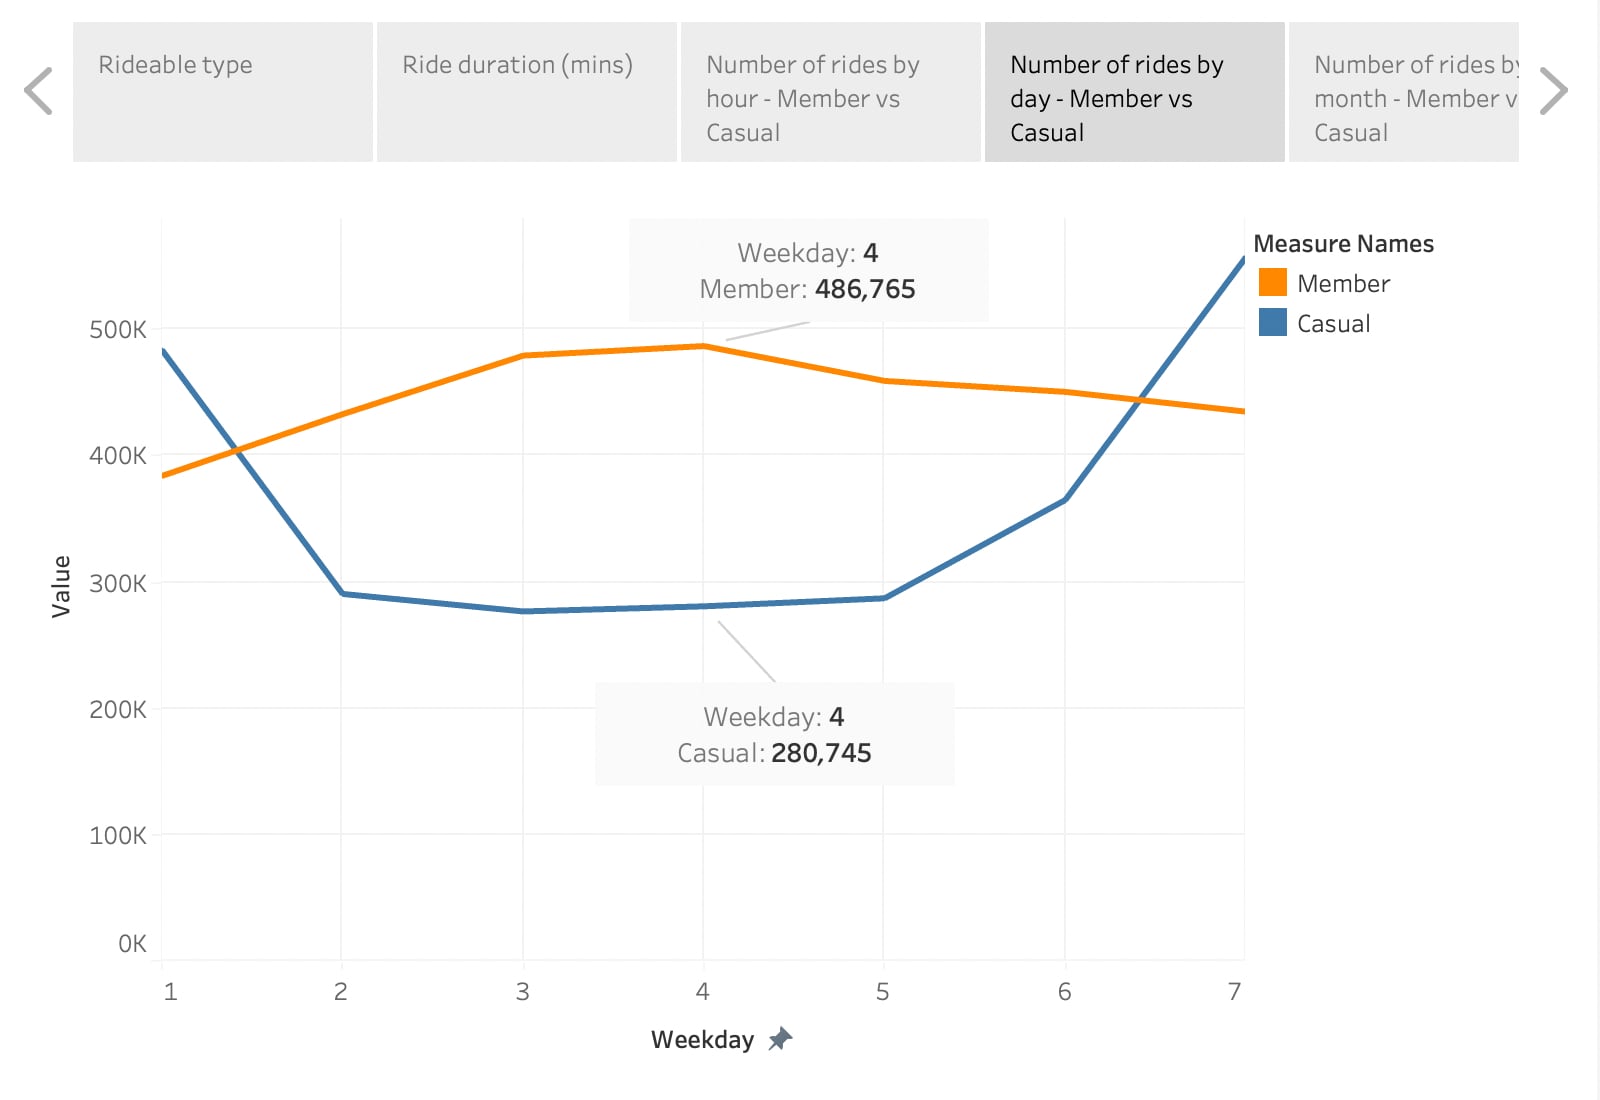 Rideable type
Ride duration (mins)
Number of rides by
hour - Member vs
Casual
Number of rides by
day - Member vs
Casual
Number of rides by
month - Member v
Casual
Weekday: 4
Member: 486,765
Measure Names
Member
Casual
500K
400K
300K
200K
100K
0K
Value
Weekday: 4
Casual: 280,745
1 2 3 4 5 6 7
Weekday